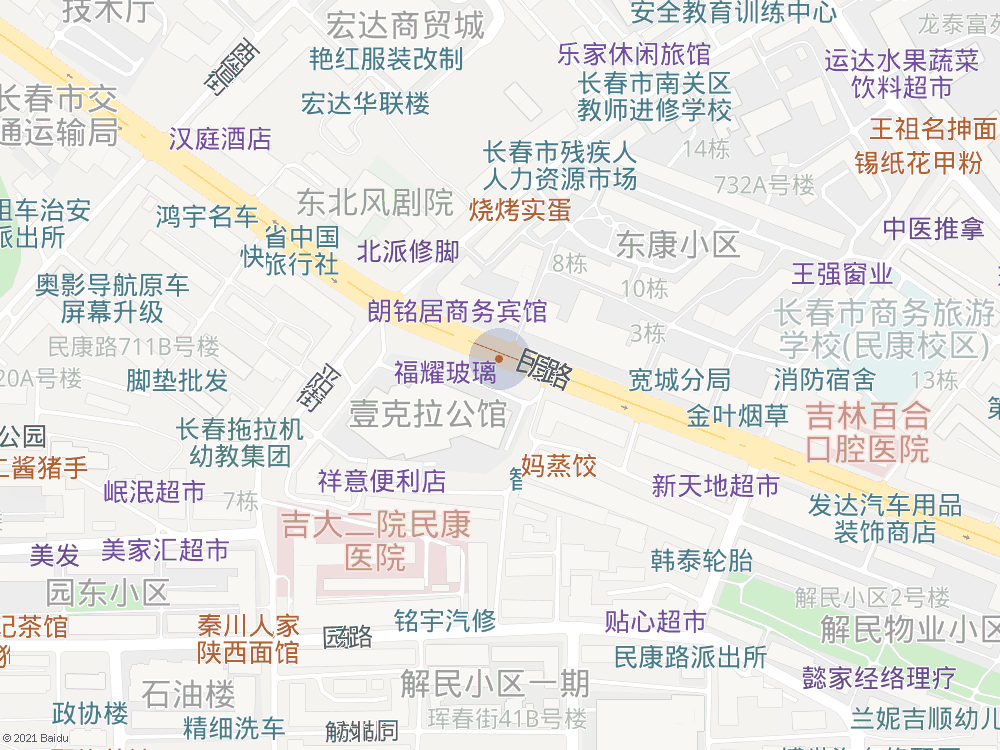 技术厅
宏达商贸城
安全教育训练中心
龙泰富苑
艳红服装改制
乐家休闲旅馆
运达水果蔬菜
饮料超市
长春市南关区
教师进修学校
宏达华联楼
长春市交
通运输局
汉庭酒店
王祖名抻面
锡纸花甲粉
14栋
长春市残疾人
人力资源市场
732A号楼
东北风剧院
烧烤实蛋
租车治安
派出所
鸿宇名车
省中国
快旅行社
北派修脚
东康小区
中医推拿
8栋
10栋
王强窗业
奥影导航原车
屏幕升级
朗铭居商务宾馆
长春市商务旅游
学校(民康校区)
3栋
民康路711B号楼
20A号楼
脚垫批发
福耀玻璃
民康路
宽城分局
消防宿舍
13栋
平阳街
壹克拉公馆
金叶烟草
吉林百合
口腔医院
公园
长春拖拉机
幼教集团
二酱猪手
妈蒸饺
祥意便利店
新天地超市
岷泯超市
7栋
发达汽车用品
装饰商店
吉大二院民康
医院
美发
美家汇超市
韩泰轮胎
园东小区
解民小区2号楼
解民物业小区
记茶馆
秦川人家
陕西面馆
园东路
铭宇汽修
贴心超市
民康路派出所
懿家经络理疗
石油楼
解民小区一期
政协楼
精细洗车
珲春街41B号楼
兰妮吉顺幼儿
© 2021 Baidu